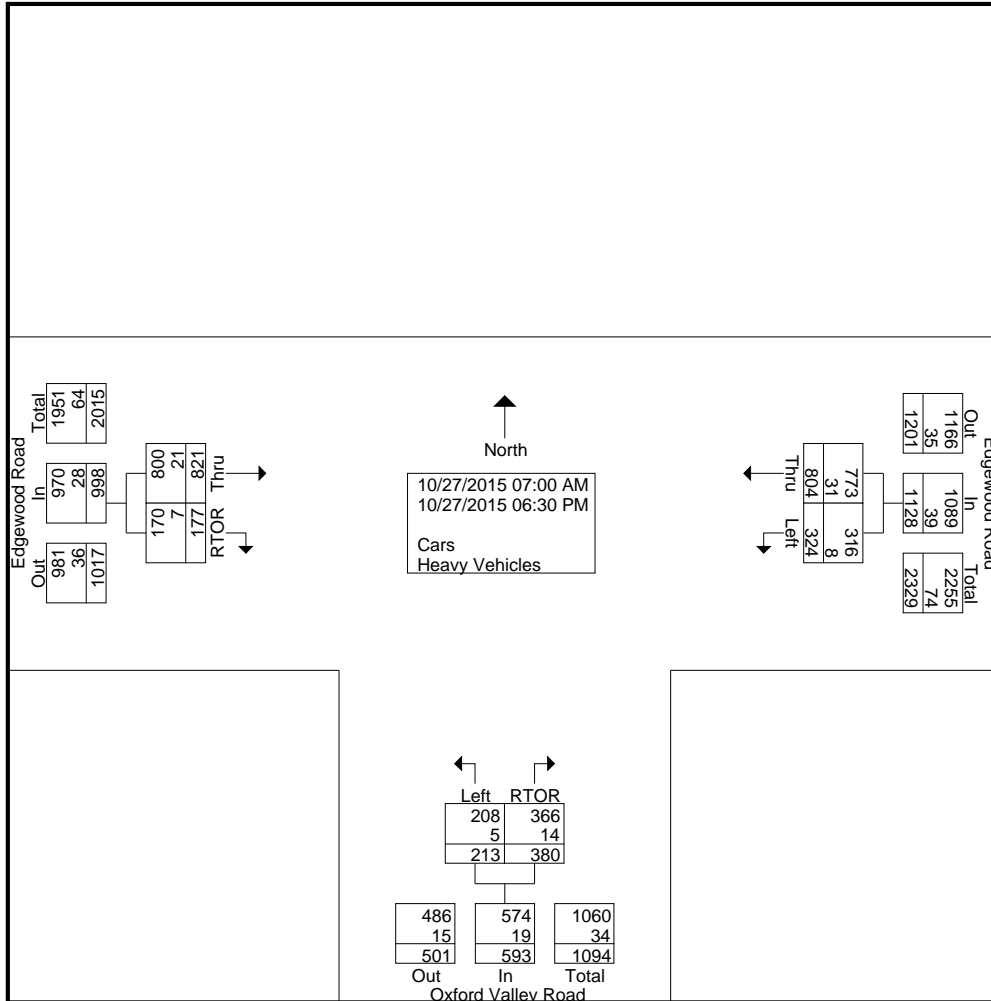 Edgewood Road
Total
1951
64
2015
In
970
28
998
Out
981
36
1017
Thru
800
21
821
RTOR
170
7
177
North
10/27/2015 07:00 AM
10/27/2015 06:30 PM
Cars
Heavy Vehicles
Edgewood Road
Out
1166
35
1201
In
1089
39
1128
Total
2255
74
2329
Thru
773
31
804
Left
316
8
324
Left RTOR
208 366
5 14
213 380
486 574 1060
15 19 34
501 593 1094
Out In Total
Oxford Valley Road